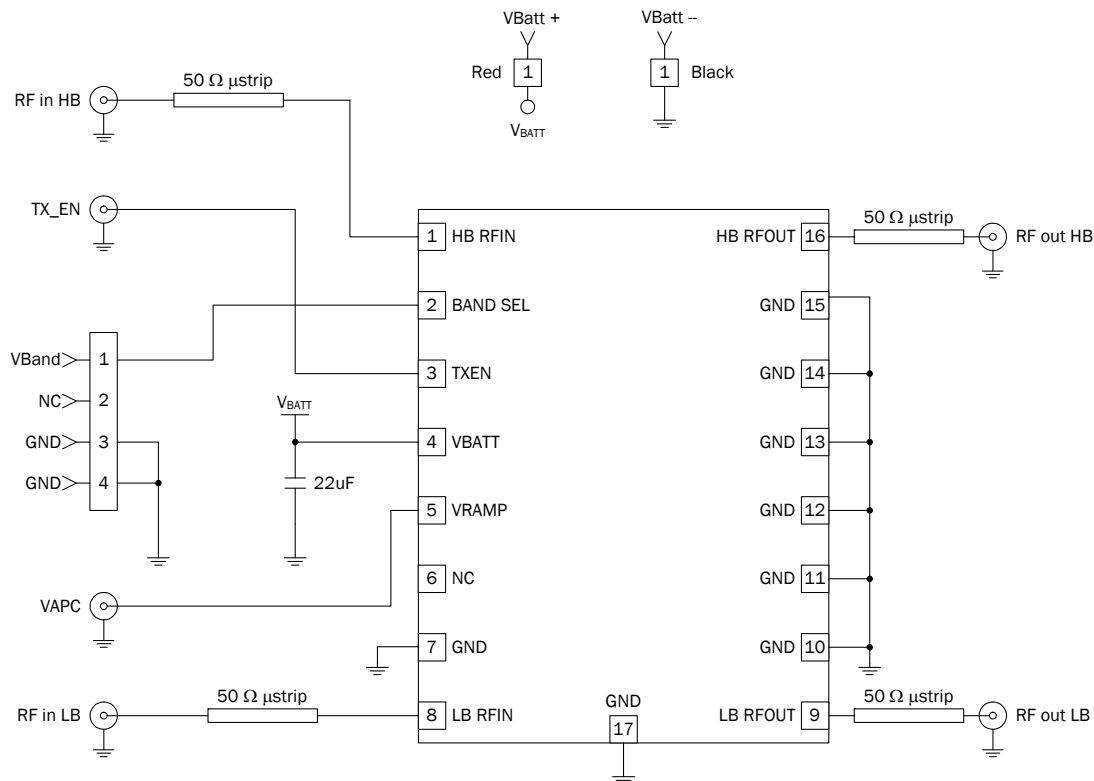 VBatt +
VBatt --
Red 1
1 Black
VBATT
50 Ω μstrip
RF in HB
TX_EN
1 HB RFIN
HB RFOUT 16
50 Ω μstrip
RF out HB
2 BAND SEL
GND 15
VBand 1
3 TXEN
GND 14
NC 2
VBATT
GND 3
4 VBATT
GND 13
GND 4
22uF
5 VRAMP
GND 12
6 NC
GND 11
VAPC
7 GND
GND 10
RF in LB
50 Ω μstrip
8 LB RFIN
GND
17
LB RFOUT 9
50 Ω μstrip
RF out LB